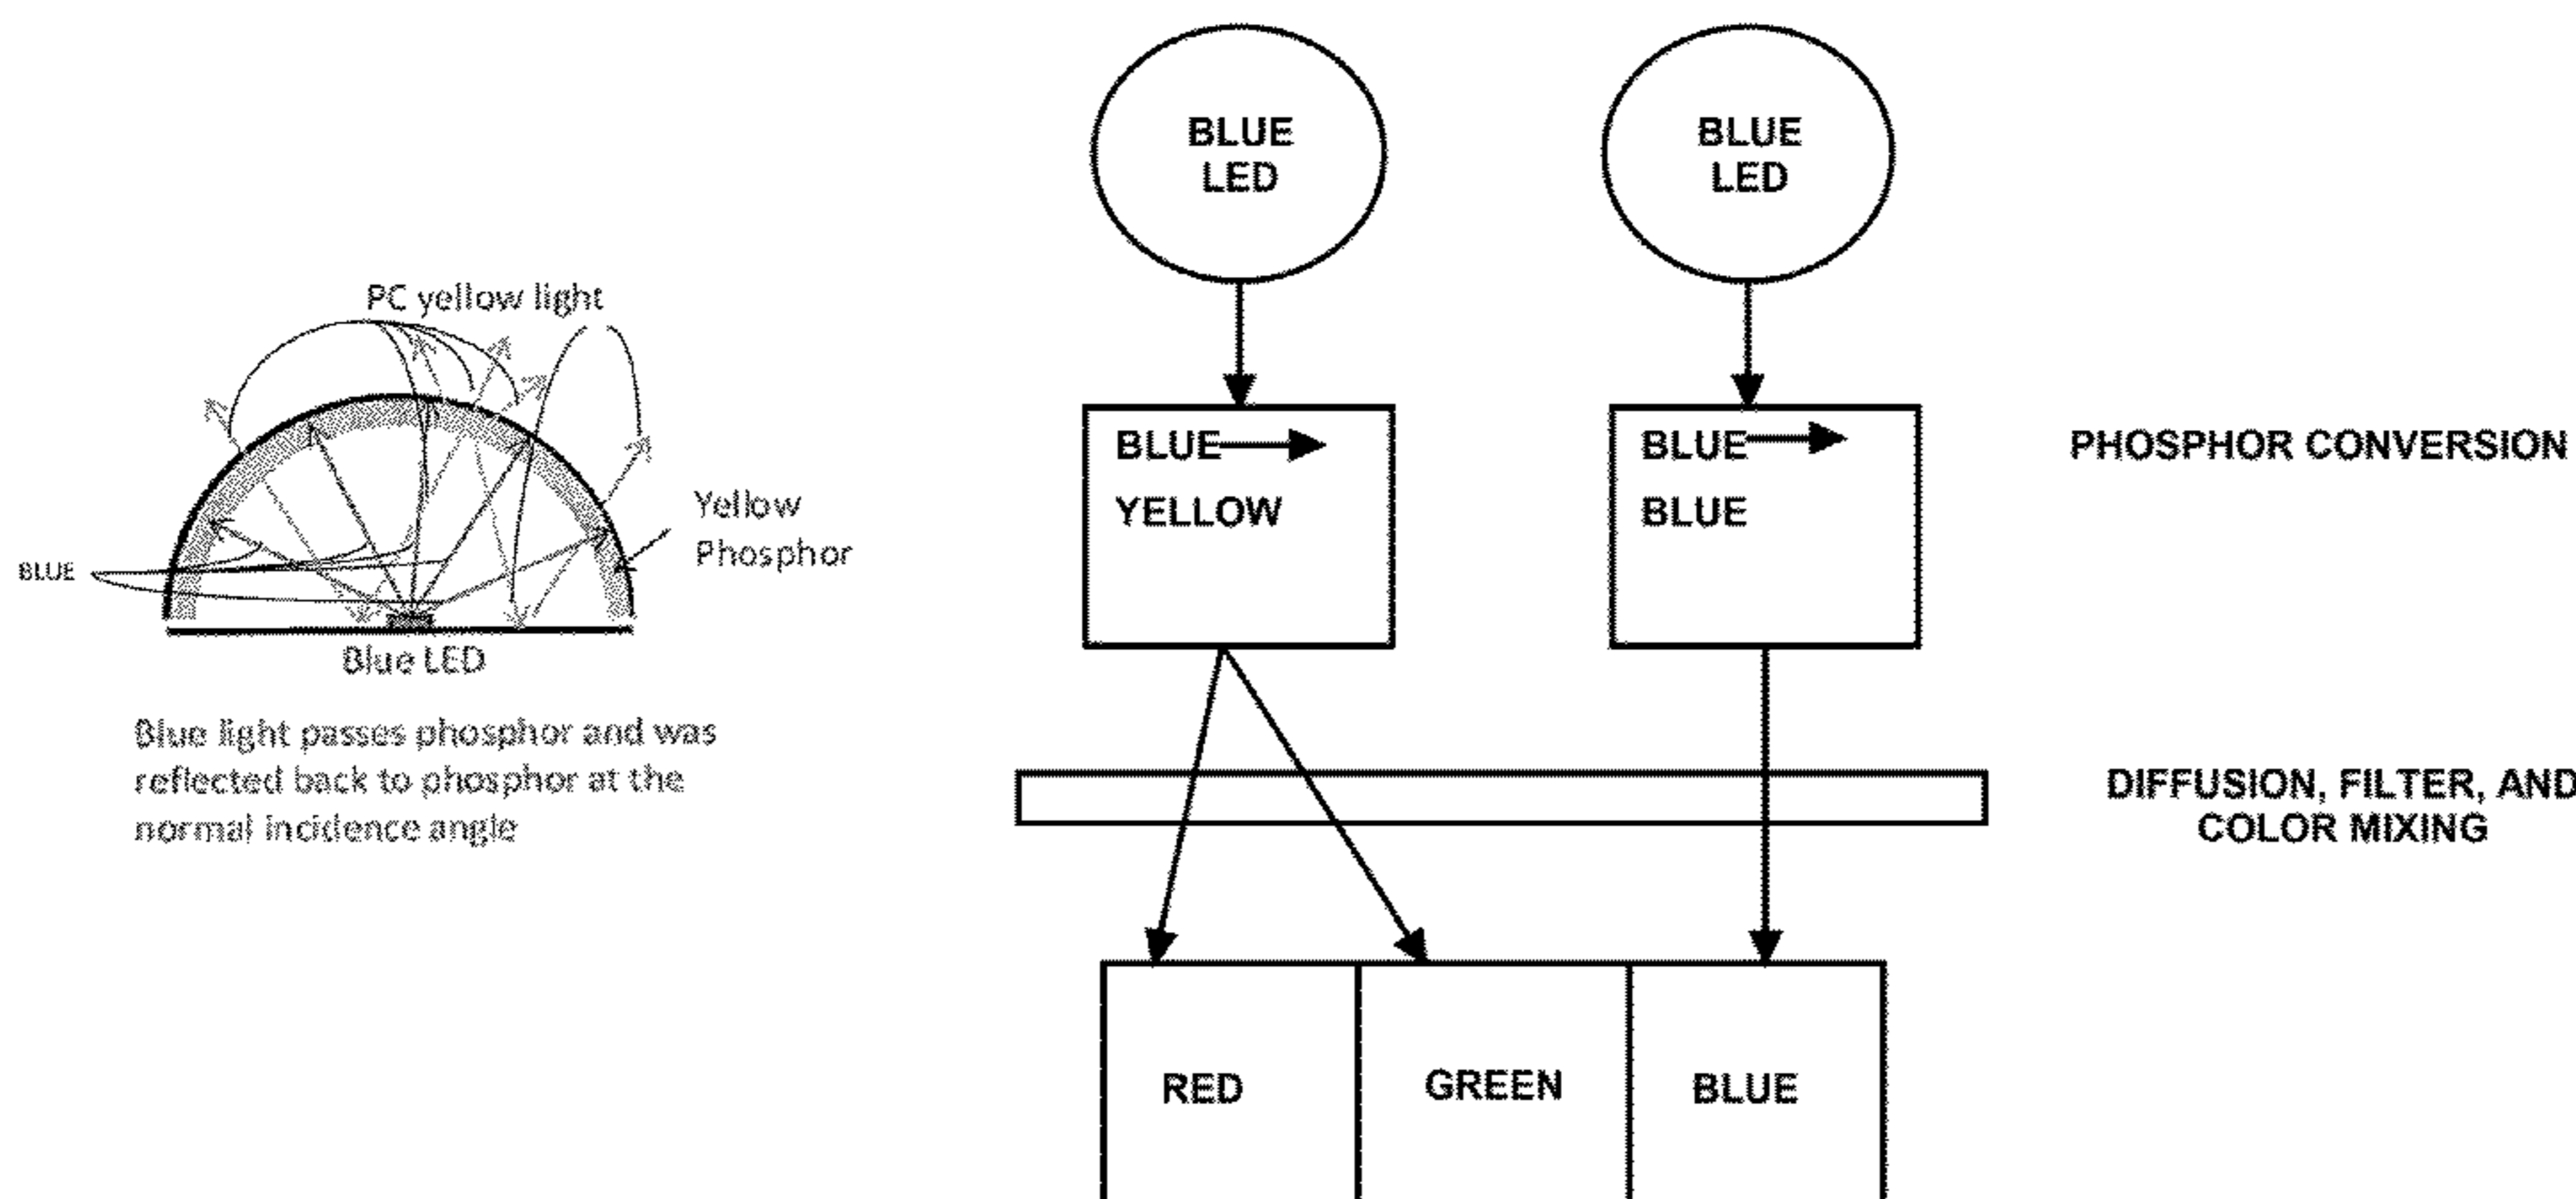 PC yellow light
Yellow
Phosphor
BLUE
Blue LED
Blue light passes phosphor and was
reflected back to phosphor at the
normal incidence angle
BLUE
LED
BLUE
LED
BLUE
YELLOW
BLUE
BLUE
PHOSPHOR CONVERSION
DIFFUSION, FILTER, AND
COLOR MIXING
RED
GREEN
BLUE